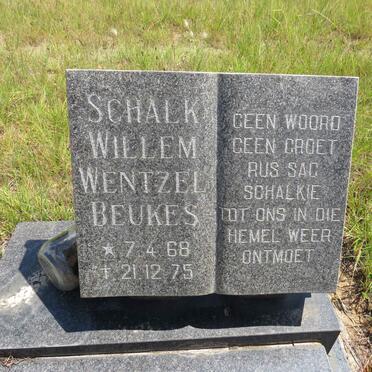 SCHALK
WILLEM
WENTZEL
BEUKES
* 7.4.68
† 21.12.75
GEEN WOORD
GEEN GROET
RUS SAG
SCHALKIE
TOT ONS IN DIE
HEMEL WEER
ONTMOET